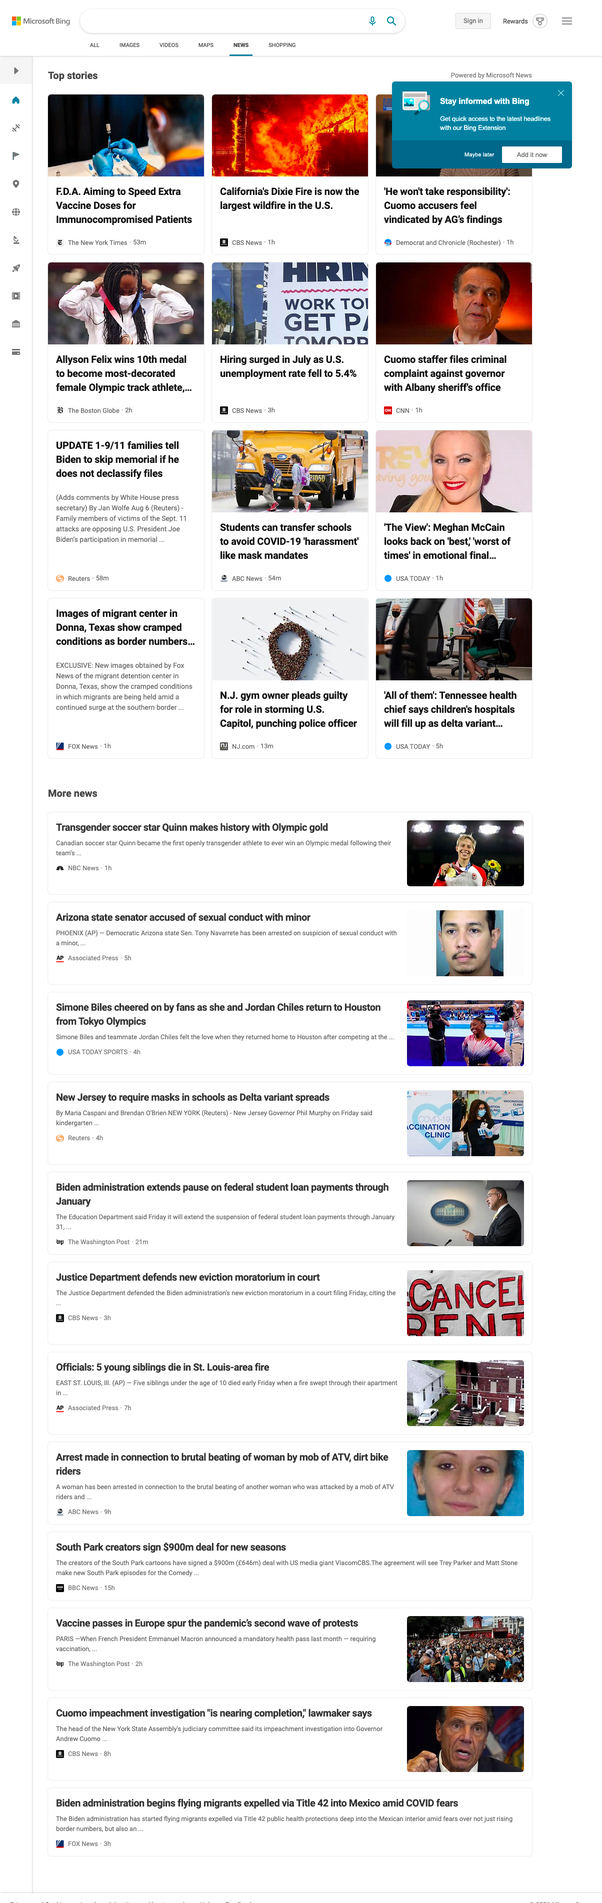 Microsoft Bing
Sign in
Rewards
ALL
IMAGES
VIDEOS
MAPS
NEWS
SHOPPING
Top stories
Powered by Microsoft News
Stay informed with Bing
Get quick access to the latest headlines
with our Bing Extension
Maybe later
Add it now
F.D.A. Aiming to Speed Extra
Vaccine Doses for
Immunocompromised Patients
The New York Times · 53m
California's Dixie Fire is now the
largest wildfire in the U.S.
CBS News · 1h
'He won't take responsibility':
Cuomo accusers feel
vindicated by AG's findings
Democrat and Chronicle (Rochester) · 1h
Allyson Felix wins 10th medal
to become most-decorated
female Olympic track athlete,...
The Boston Globe · 2h
HIRIN
WORK TO
GET PA
TOMORR
Hiring surged in July as U.S.
unemployment rate fell to 5.4%
CBS News · 3h
Cuomo staffer files criminal
complaint against governor
with Albany sheriff's office
CNN · 1h
UPDATE 1-9/11 families tell
Biden to skip memorial if he
does not declassify files
(Adds comments by White House press
secretary) By Jan Wolfe Aug 6 (Reuters) -
Family members of victims of the Sept. 11
attacks are opposing U.S. President Joe
Biden's participation in memorial ...
Reuters · 58m
Students can transfer schools
to avoid COVID-19 'harassment'
like mask mandates
ABC News · 54m
'The View': Meghan McCain
looks back on 'best,' 'worst of
times' in emotional final...
USA TODAY · 1h
Images of migrant center in
Donna, Texas show cramped
conditions as border numbers...
EXCLUSIVE: New images obtained by Fox
News of the migrant detention center in
Donna, Texas, show the cramped conditions
in which migrants are being held amid a
continued surge at the southern border ...
FOX News · 1h
N.J. gym owner pleads guilty
for role in storming U.S.
Capitol, punching police officer
NJ.com · 13m
'All of them': Tennessee health
chief says children's hospitals
will fill up as delta variant...
USA TODAY · 5h
More news
Transgender soccer star Quinn makes history with Olympic gold
Canadian soccer star Quinn became the first openly transgender athlete to ever win an Olympic medal following their
team's ...
NBC News · 1h
Arizona state senator accused of sexual conduct with minor
PHOENIX (AP) — Democratic Arizona state Sen. Tony Navarrete has been arrested on suspicion of sexual conduct with
a minor, ...
AP Associated Press · 5h
Simone Biles cheered on by fans as she and Jordan Chiles return to Houston
from Tokyo Olympics
Simone Biles and teammate Jordan Chiles felt the love when they returned home to Houston after competing at the ...
USA TODAY SPORTS · 4h
New Jersey to require masks in schools as Delta variant spreads
By Maria Caspani and Brendan O'Brien NEW YORK (Reuters) - New Jersey Governor Phil Murphy on Friday said
kindergarten ...
Reuters · 4h
COVID-19
ACCINATION
CLINIC
Biden administration extends pause on federal student loan payments through
January
The Education Department said Friday it will extend the suspension of federal student loan payments through January
31, ...
wp The Washington Post · 21m
Justice Department defends new eviction moratorium in court
The Justice Department defended the Biden administration's new eviction moratorium in a court filing Friday, citing the
...
CBS News · 3h
CANCEL
RENT
Officials: 5 young siblings die in St. Louis-area fire
EAST ST. LOUIS, Ill. (AP) — Five siblings under the age of 10 died early Friday when a fire swept through their apartment
in ...
AP Associated Press · 7h
Arrest made in connection to brutal beating of woman by mob of ATV, dirt bike
riders
A woman has been arrested in connection to the brutal beating of another woman who was attacked by a mob of ATV
riders and ...
ABC News · 9h
South Park creators sign $900m deal for new seasons
The creators of the South Park cartoons have signed a $900m (£646m) deal with US media giant ViacomCBS.The agreement will see Trey Parker and Matt Stone
make new South Park episodes for the Comedy ...
BBC News · 15h
Vaccine passes in Europe spur the pandemic's second wave of protests
PARIS —When French President Emmanuel Macron announced a mandatory health pass last month — requiring
vaccination, ...
wp The Washington Post · 2h
Cuomo impeachment investigation "is nearing completion," lawmaker says
The head of the New York State Assembly's judiciary committee said its impeachment investigation into Governor
Andrew Cuomo ...
CBS News · 8h
Biden administration begins flying migrants expelled via Title 42 into Mexico amid COVID fears
The Biden administration has started flying migrants expelled via Title 42 public health protections deep into the Mexican interior amid fears over not just rising
border numbers, but also an ...
FOX News · 3h